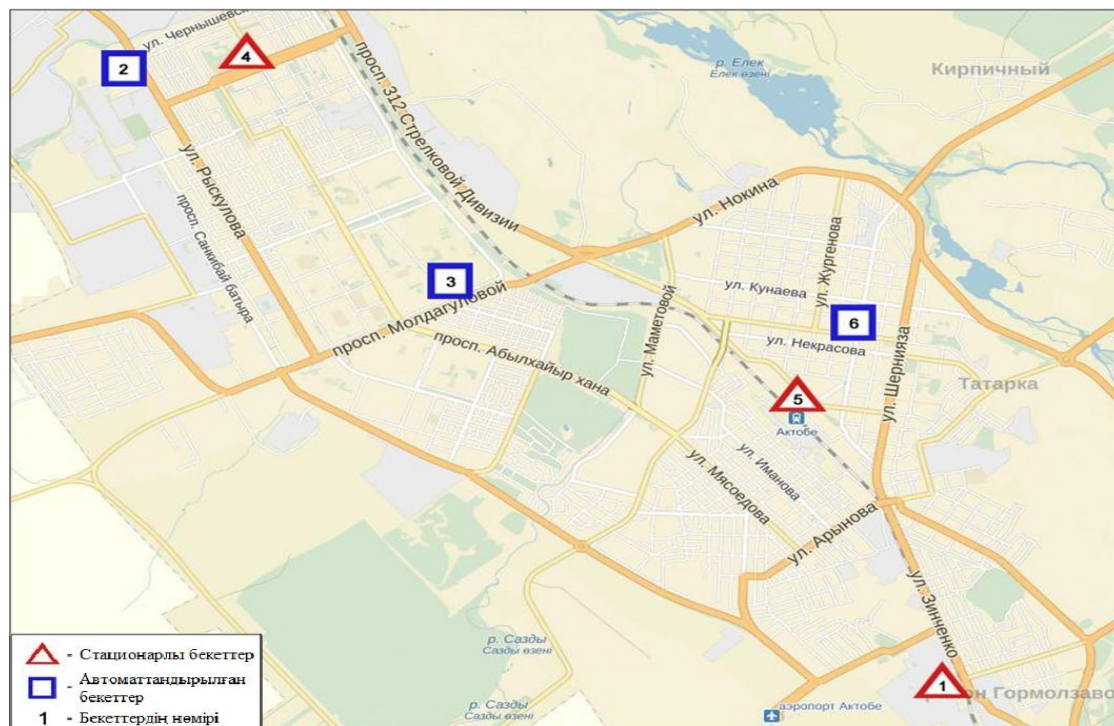 ул. Чернышевск
2
4
просп. 312 Стрелковой Дивизии
р. Елек
Елек өзені
Кирпичный
ул. Рыскулова
просп. Санкибай батыра
ул. Нокина
3
просп. Молдагуловой
ул. Кунаева
ул. Жургенова
6
ул. Некрасова
ул. Маметовой
просп. Абылхайыр хана
ул. Шернияза
Татарка
5
Актобе
ул. Иманова
ул. Мясоедова
ул. Арынова
ул. Зинченко
р. Сазды
Сазды өзені
1
он Гормолзаво
р. Сазды
Сазды өзені
аэропорт Актобе
- Стационарлы бекеттер
- Автоматтандырылған
бекеттер
1 - Бекеттердің нөмірі